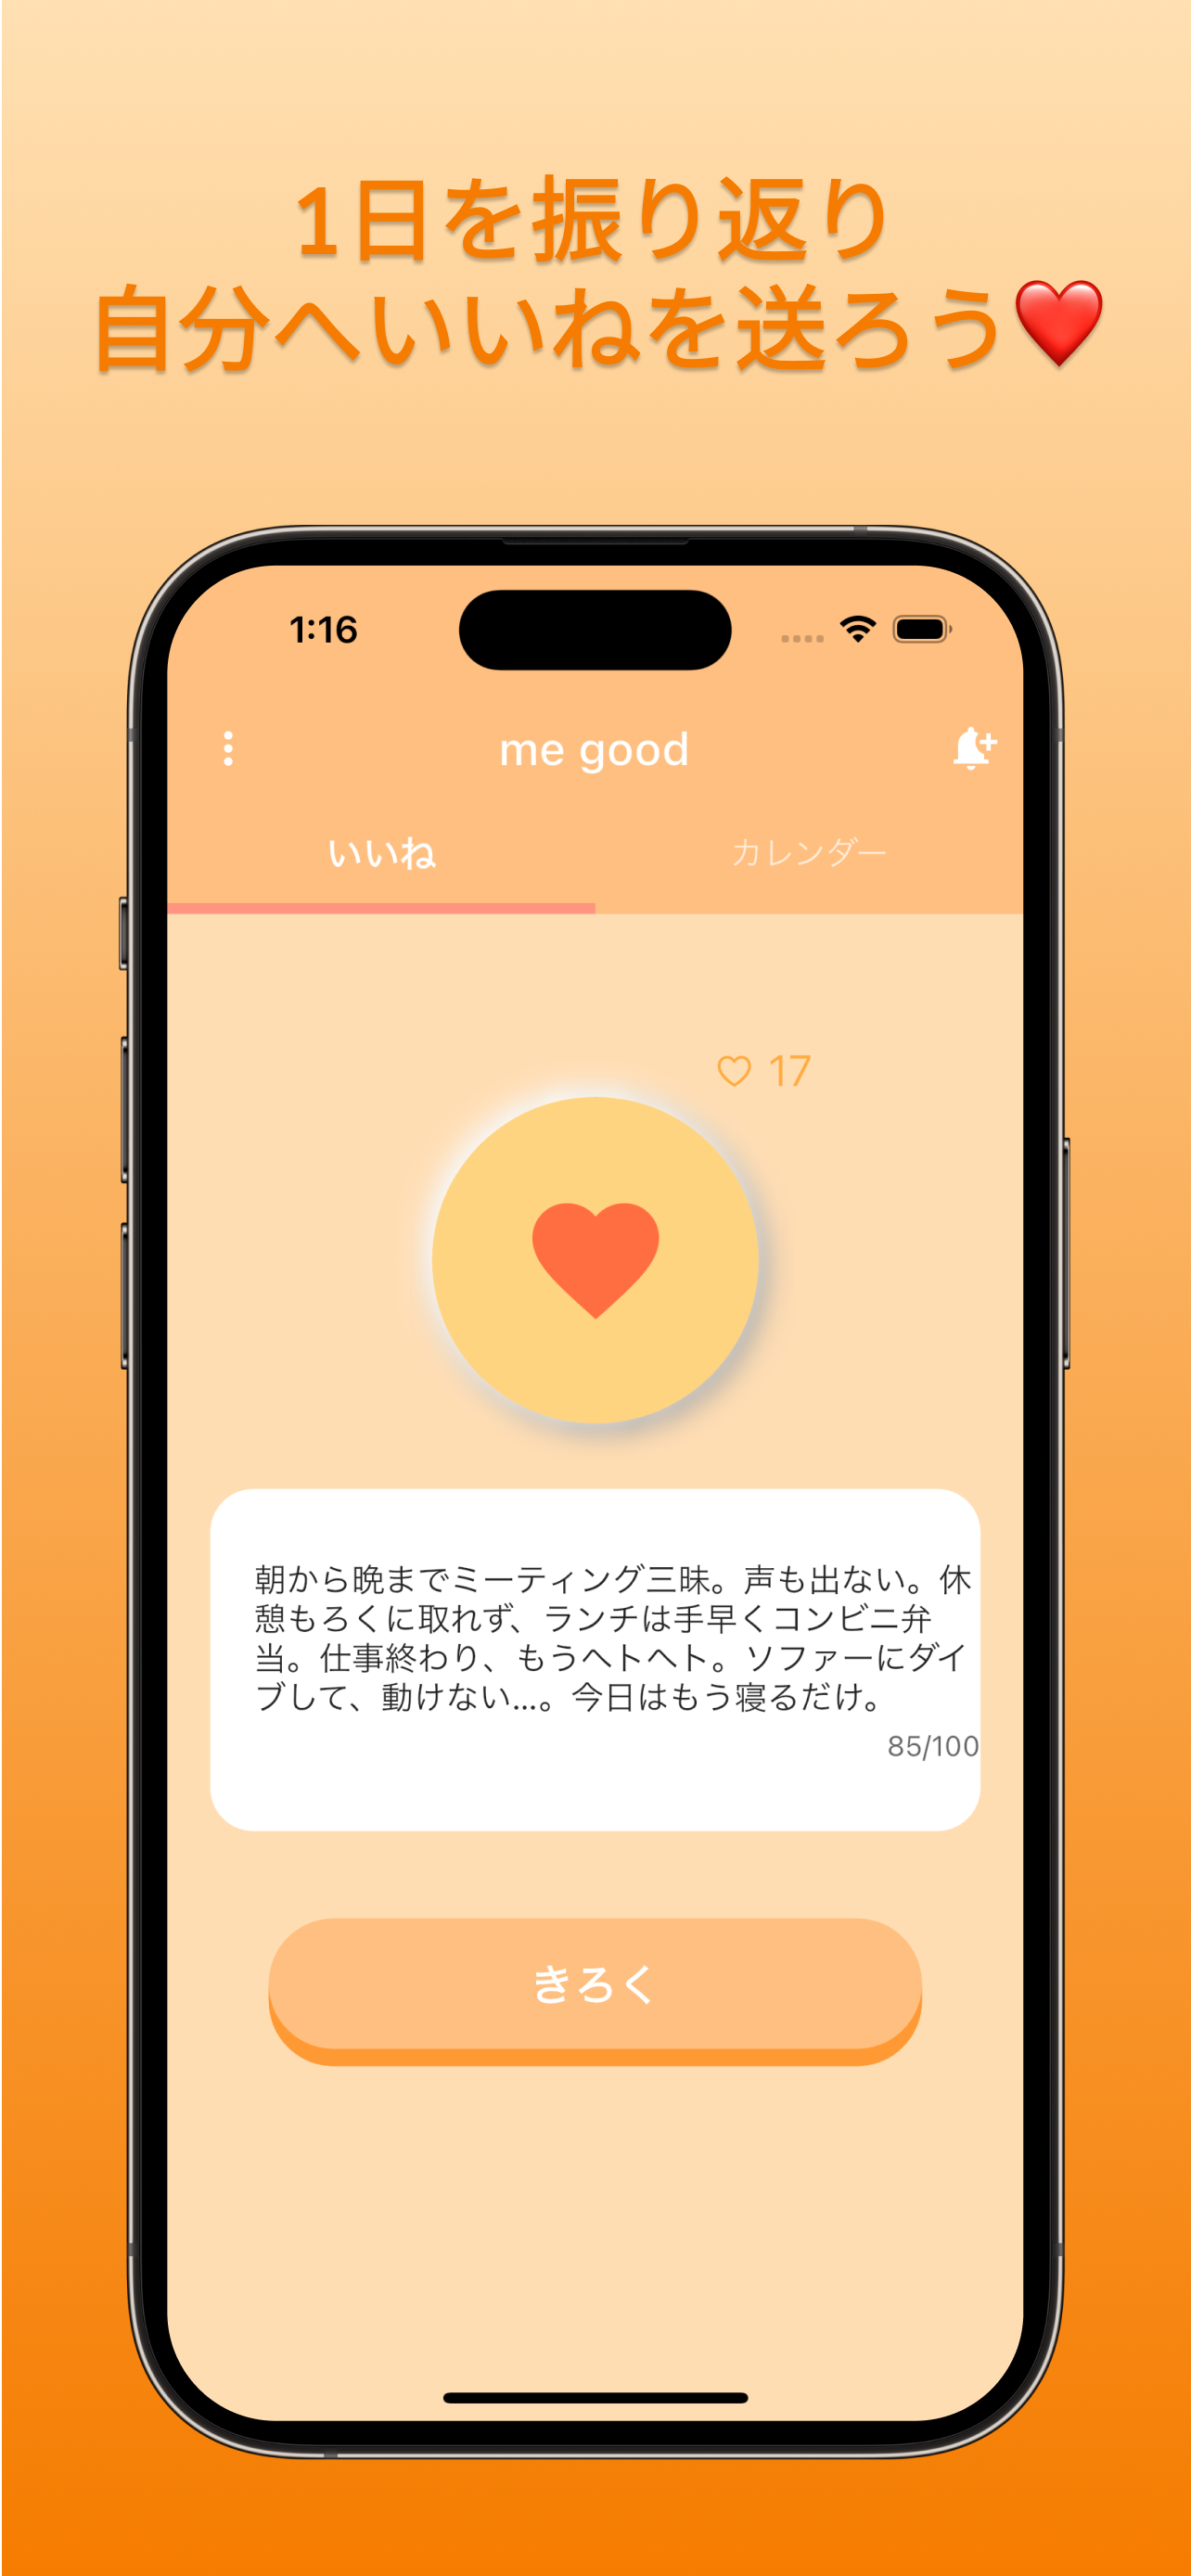 1日を振り返り
自分へいいねを送ろう❤️
1:16
me good
いいね
カレンダー
17
朝から晩までミーティング三昧。声も出ない。休
憩もろくに取れず、ランチは手早くコンビニ弁
当。仕事終わり、もうヘトヘト。ソファーにダイ
ブして、動けない...。今日はもう寝るだけ。
85/100
きろく